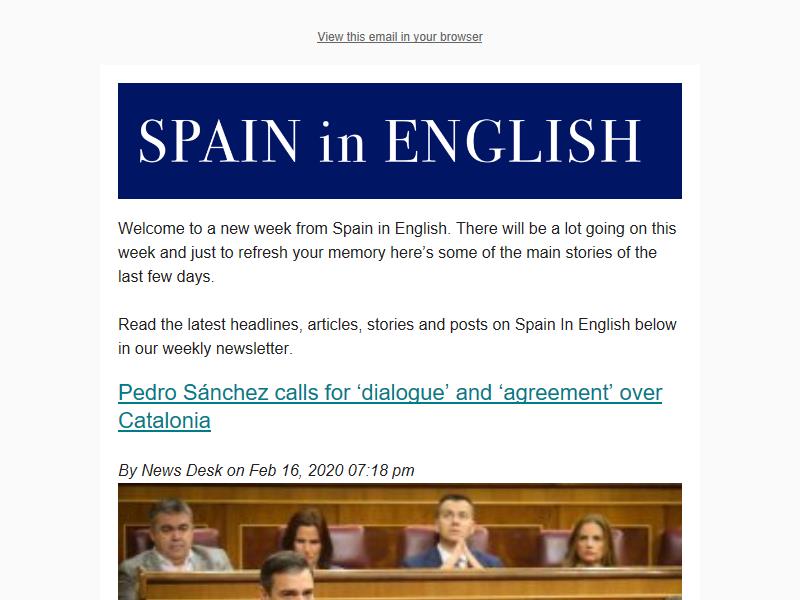 View this email in your browser
SPAIN in ENGLISH
Welcome to a new week from Spain in English. There will be a lot going on this
week and just to refresh your memory here’s some of the main stories of the
last few days.
Read the latest headlines, articles, stories and posts on Spain In English below
in our weekly newsletter.
Pedro Sánchez calls for ‘dialogue’ and ‘agreement’ over
Catalonia
By News Desk on Feb 16, 2020 07:18 pm